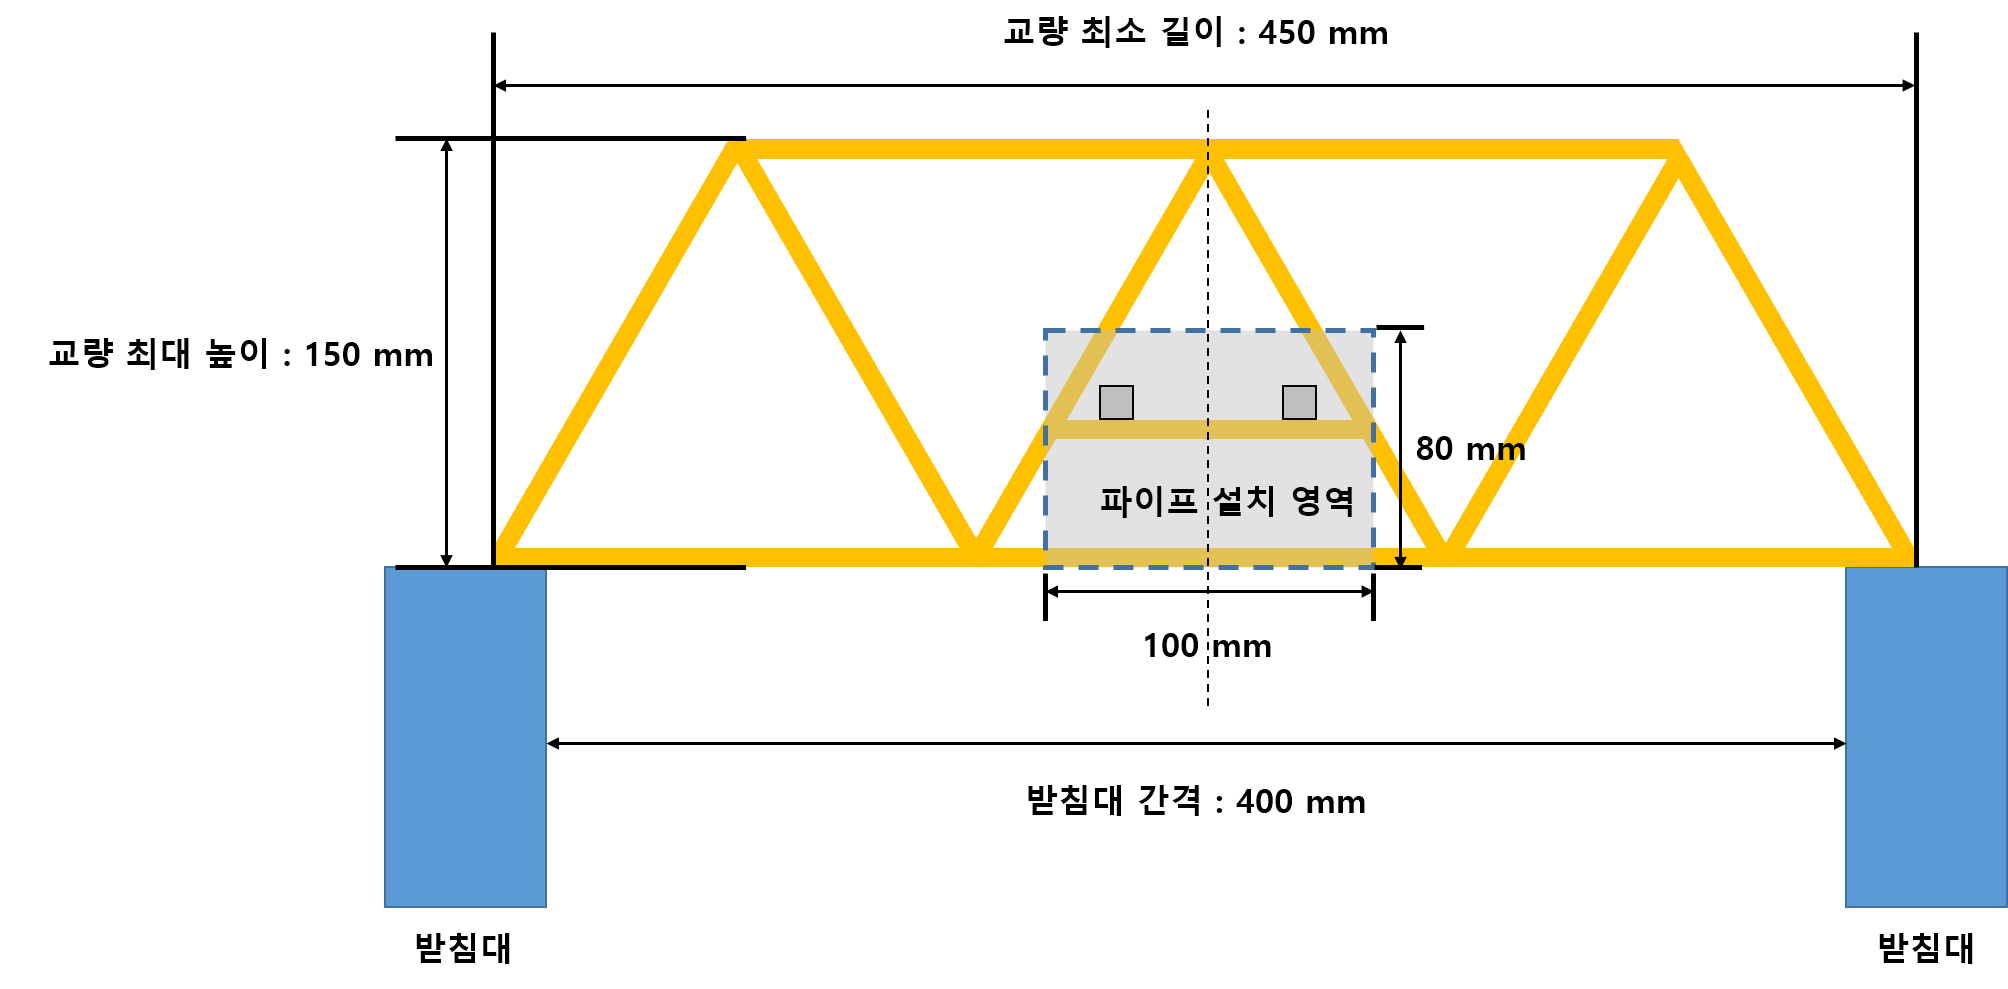 교량 최소 길이 : 450 mm
교량 최대 높이 : 150 mm
80 mm
파이프 설치 영역
100 mm
받침대 간격 : 400 mm
받침대
받침대